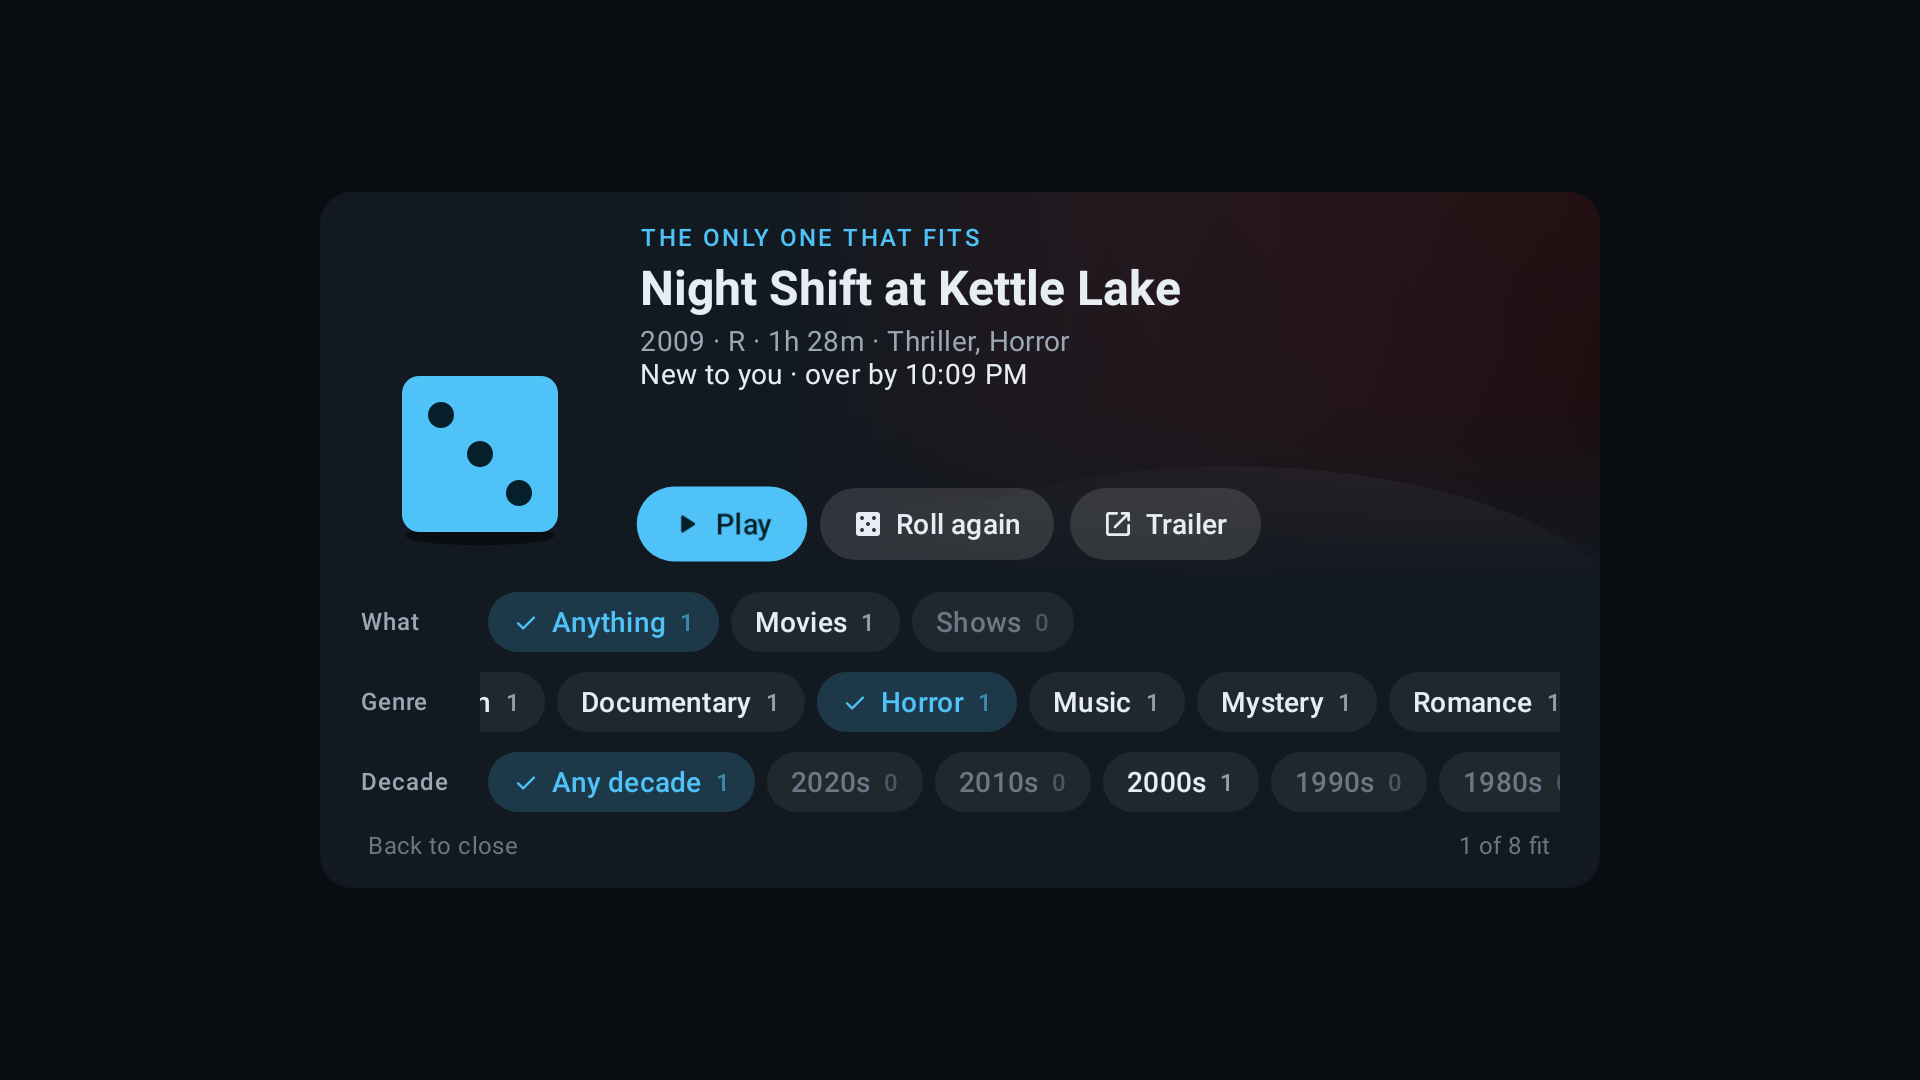 THE ONLY ONE THAT FITS
Night Shift at Kettle Lake
2009 · R · 1h 28m · Thriller, Horror
New to you · over by 10:09 PM
Play
Roll again
Trailer
What
Anything 1
Movies 1
Shows 0
Genre
n 1
Documentary 1
Horror 1
Music 1
Mystery 1
Romance 1
Decade
Any decade 1
2020s 0
2010s 0
2000s 1
1990s 0
1980s
Back to close
1 of 8 fit